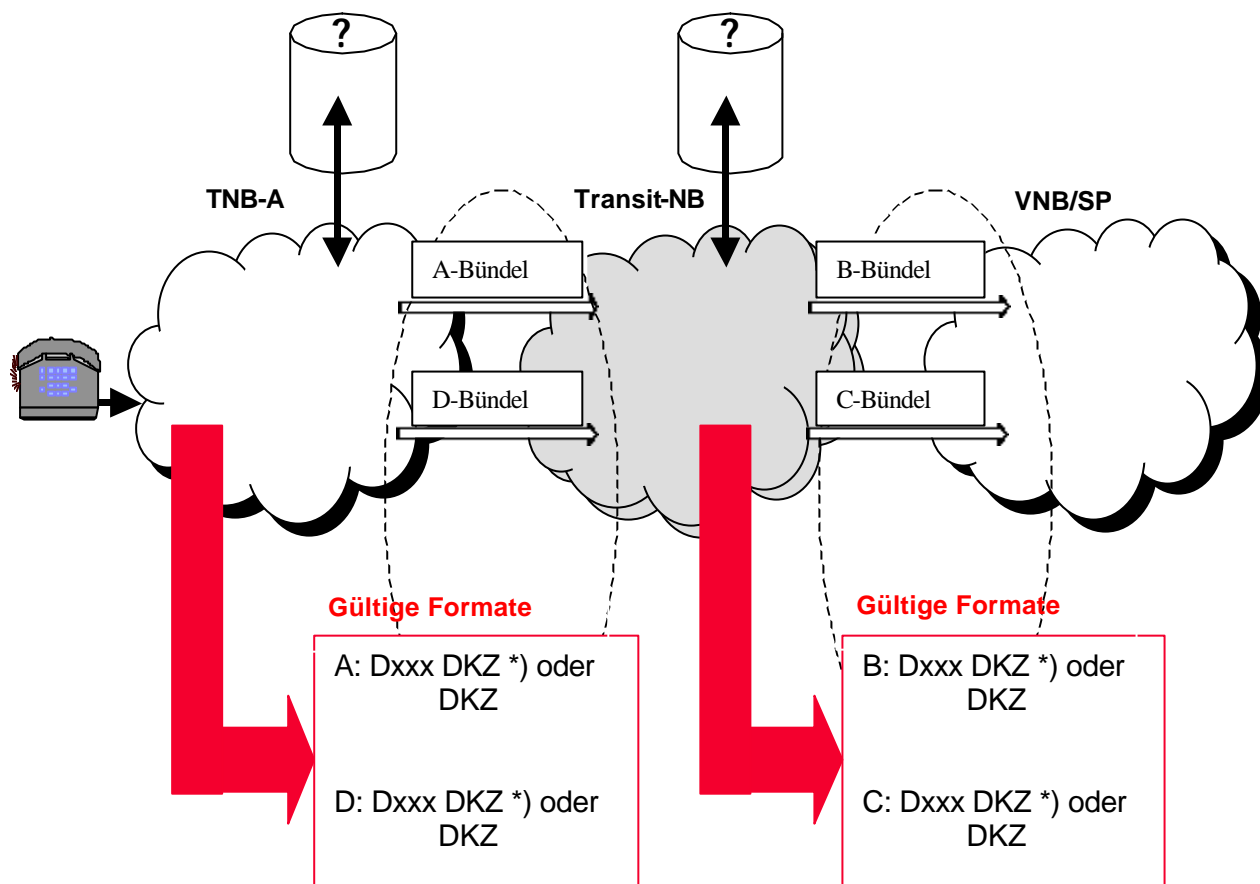 ?
?
TNB-A
Transit-NB
VNB/SP
A-Bündel
B-Bündel
D-Bündel
C-Bündel
Gültige Formate
A: Dxxx DKZ *) oder
DKZ
D: Dxxx DKZ *) oder
DKZ
Gültige Formate
B: Dxxx DKZ *) oder
DKZ
C: Dxxx DKZ *) oder
DKZ